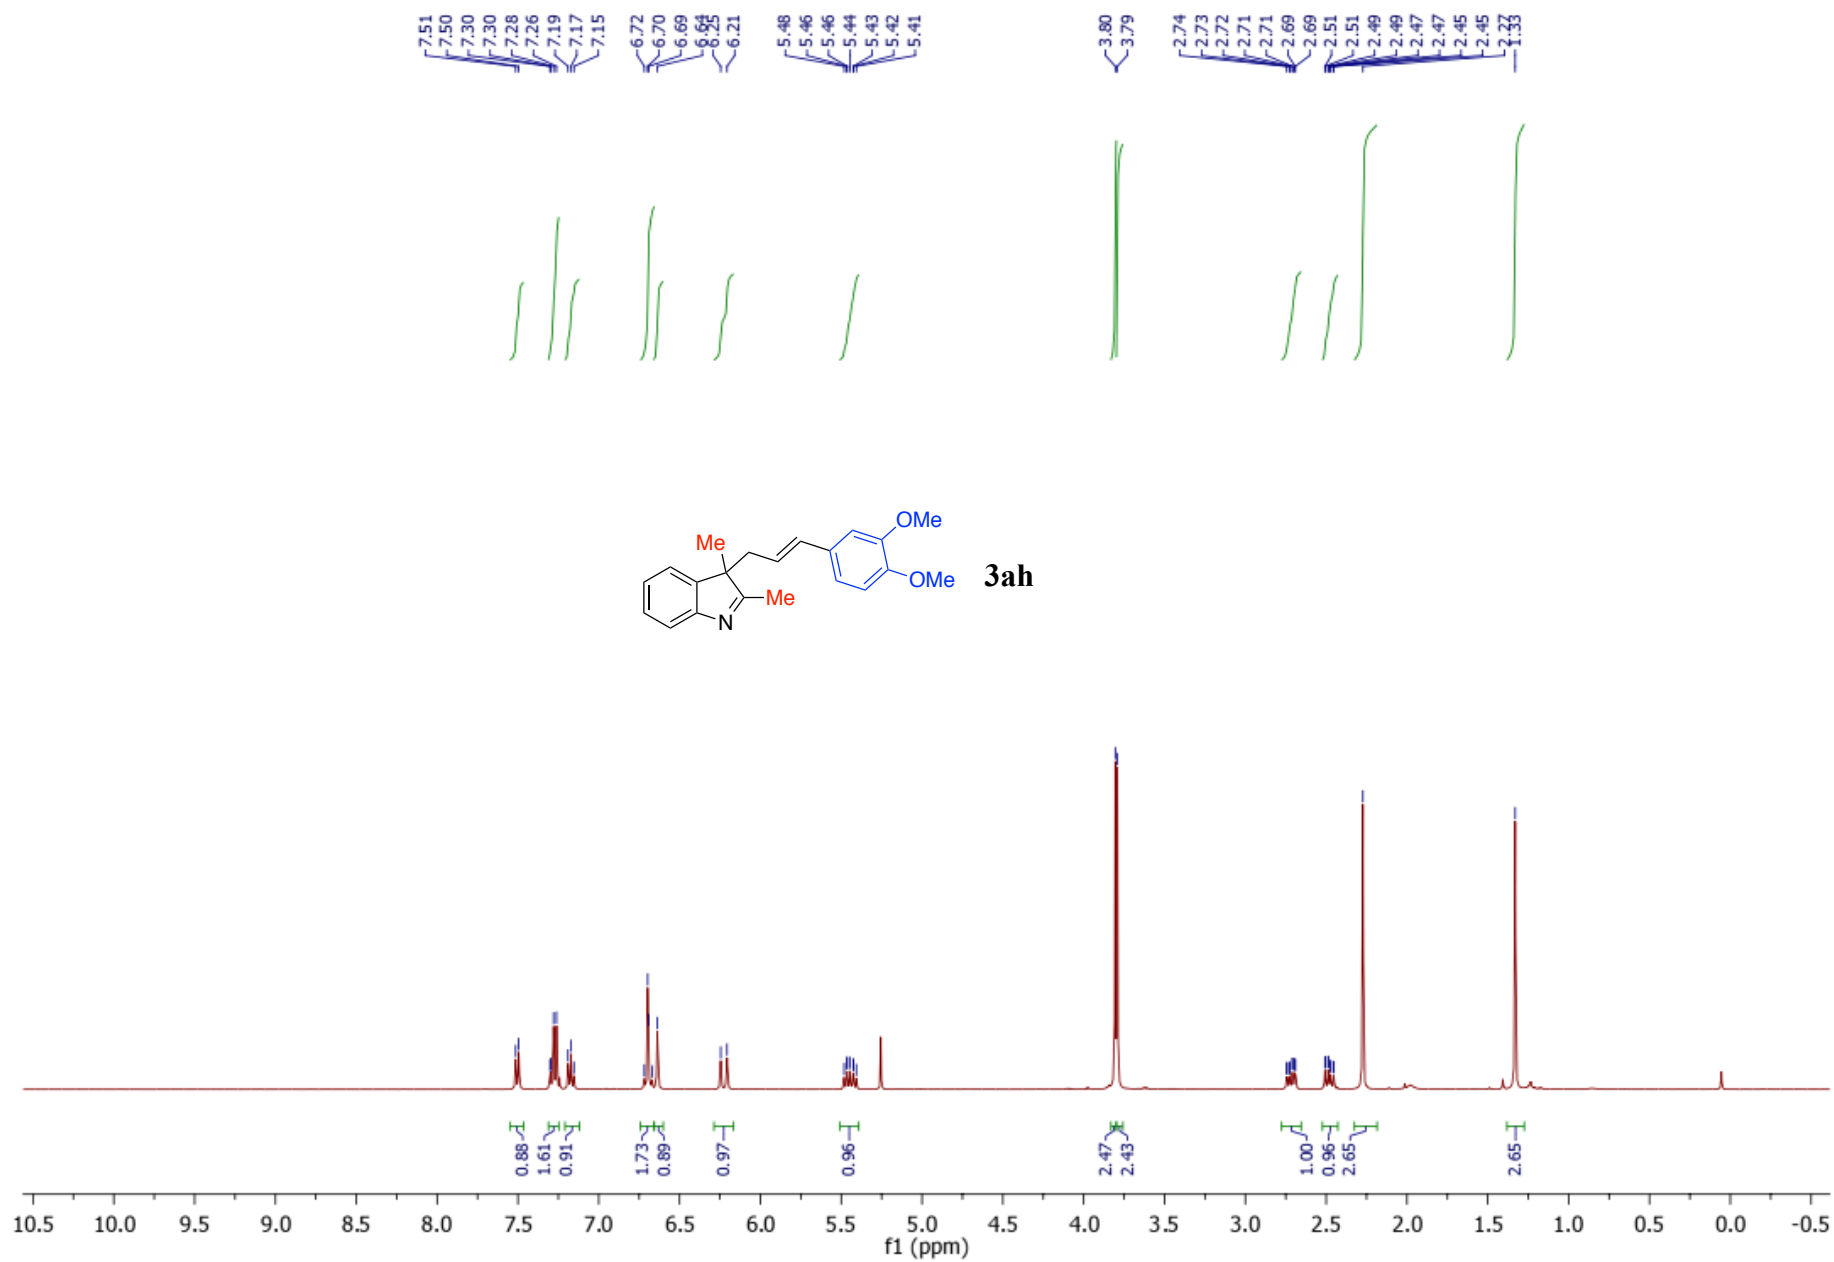 7.51 7.50 7.30 7.30 7.28 7.26 7.19 7.17 7.15 6.72 6.70 6.69 6.64 6.25 6.21 5.48 5.46 5.46 5.44 5.43 5.42 5.41 3.80 3.79 2.74 2.73 2.72 2.71 2.71 2.69 2.69 2.51 2.51 2.49 2.49 2.47 2.47 2.45 2.45 2.27 1.33
OMe
Me
OMe 3ah
Me
N
0.88 1.61 0.91 1.73 0.89 0.97 0.96 2.47 2.43 1.00 0.96 2.65 2.65
10.5 10.0 9.5 9.0 8.5 8.0 7.5 7.0 6.5 6.0 5.5 5.0 4.5 4.0 3.5 3.0 2.5 2.0 1.5 1.0 0.5 0.0 -0.5
f1 (ppm)